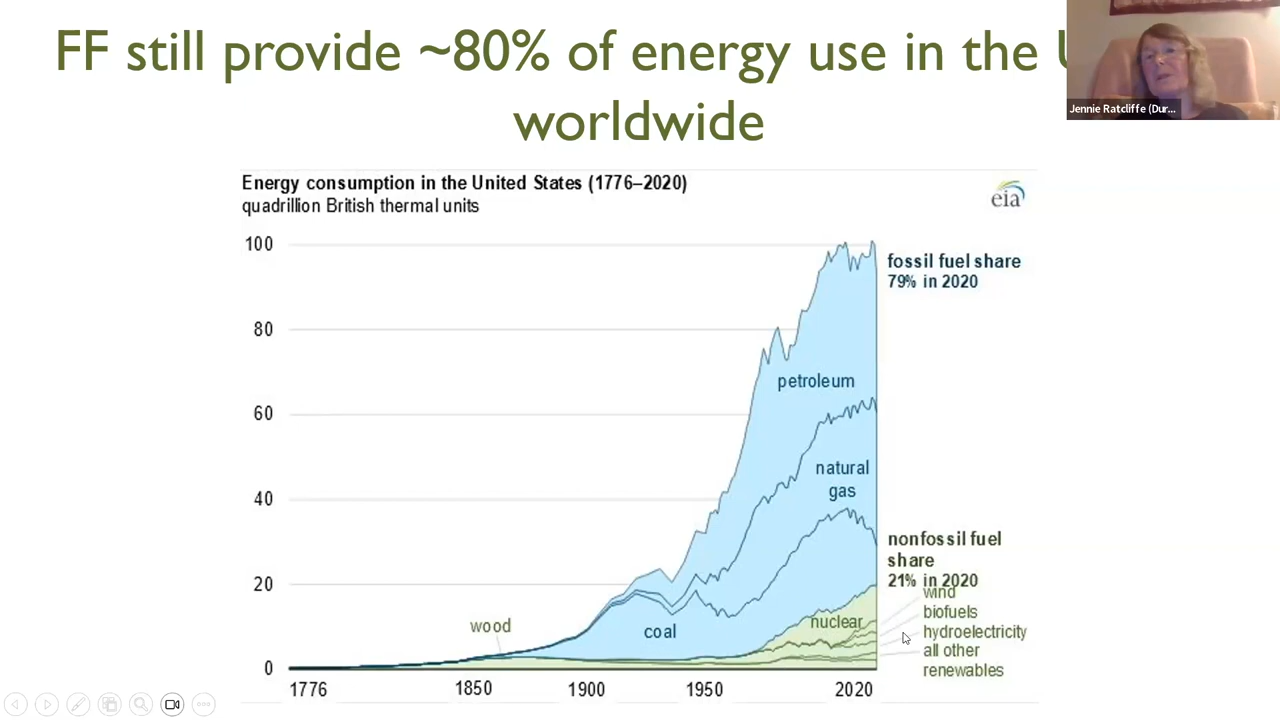 FF still provide ~80% of energy use in the
worldwide
Jennie Ratcliffe (Dur...
Energy consumption in the United States (1776–2020)
quadrillion British thermal units
eia
100
80
60
40
20
0
fossil fuel share
79% in 2020
petroleum
natural
gas
nonfossil fuel
share
21% in 2020
wind
biofuels
hydroelectricity
all other
renewables
nuclear
wood
coal
1776
1850
1900
1950
2020